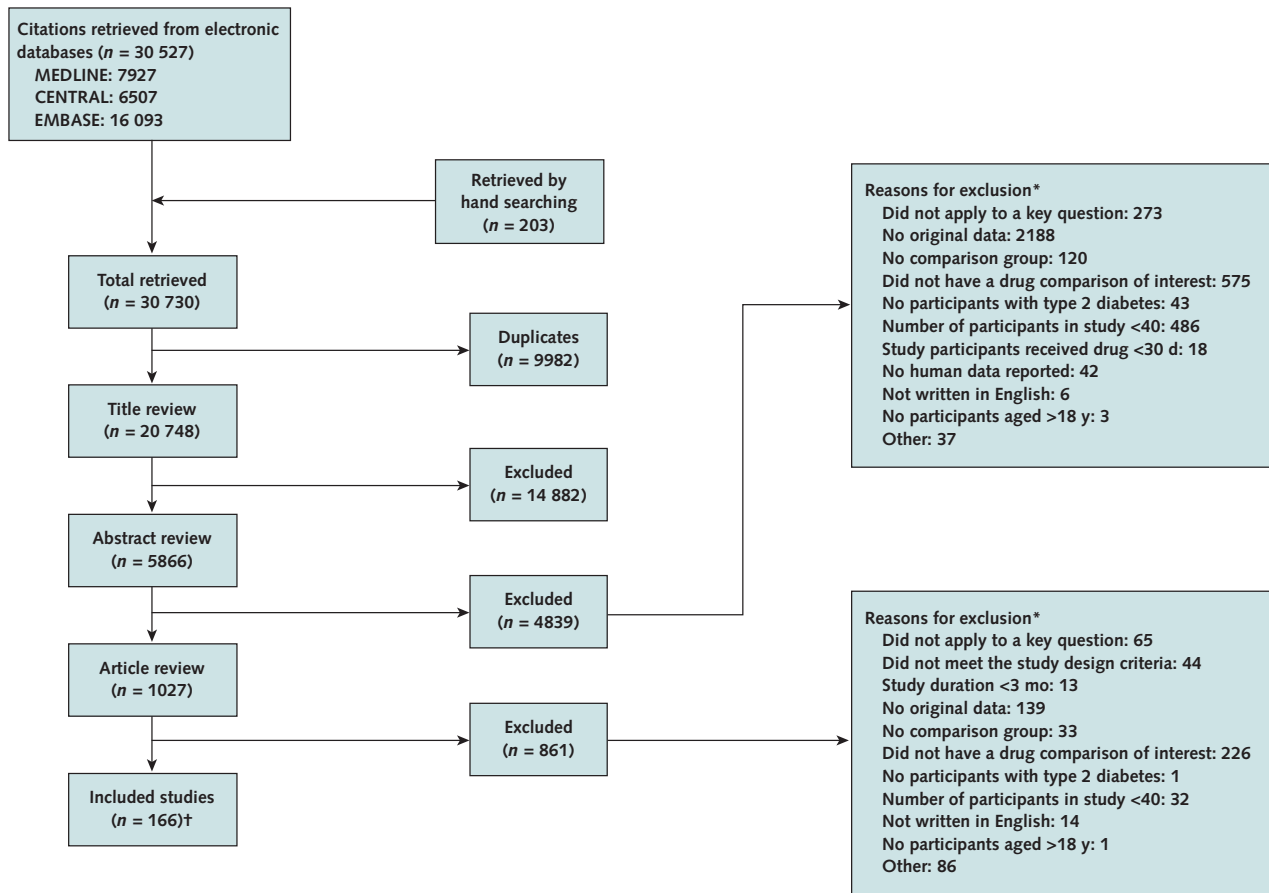 Citations retrieved from electronic
databases (n = 30 527)
MEDLINE: 7927
CENTRAL: 6507
EMBASE: 16 093
Retrieved by
hand searching
(n = 203)
Total retrieved
(n = 30 730)
Duplicates
(n = 9982)
Title review
(n = 20 748)
Excluded
(n = 14 882)
Abstract review
(n = 5866)
Excluded
(n = 4839)
Reasons for exclusion*
Did not apply to a key question: 273
No original data: 2188
No comparison group: 120
Did not have a drug comparison of interest: 575
No participants with type 2 diabetes: 43
Number of participants in study <40: 486
Study participants received drug <30 d: 18
No human data reported: 42
Not written in English: 6
No participants aged >18 y: 3
Other: 37
Article review
(n = 1027)
Excluded
(n = 861)
Reasons for exclusion*
Did not apply to a key question: 65
Did not meet the study design criteria: 44
Study duration <3 mo: 13
No original data: 139
No comparison group: 33
Did not have a drug comparison of interest: 226
No participants with type 2 diabetes: 1
Number of participants in study <40: 32
Not written in English: 14
No participants aged >18 y: 1
Other: 86
Included studies
(n = 166)†